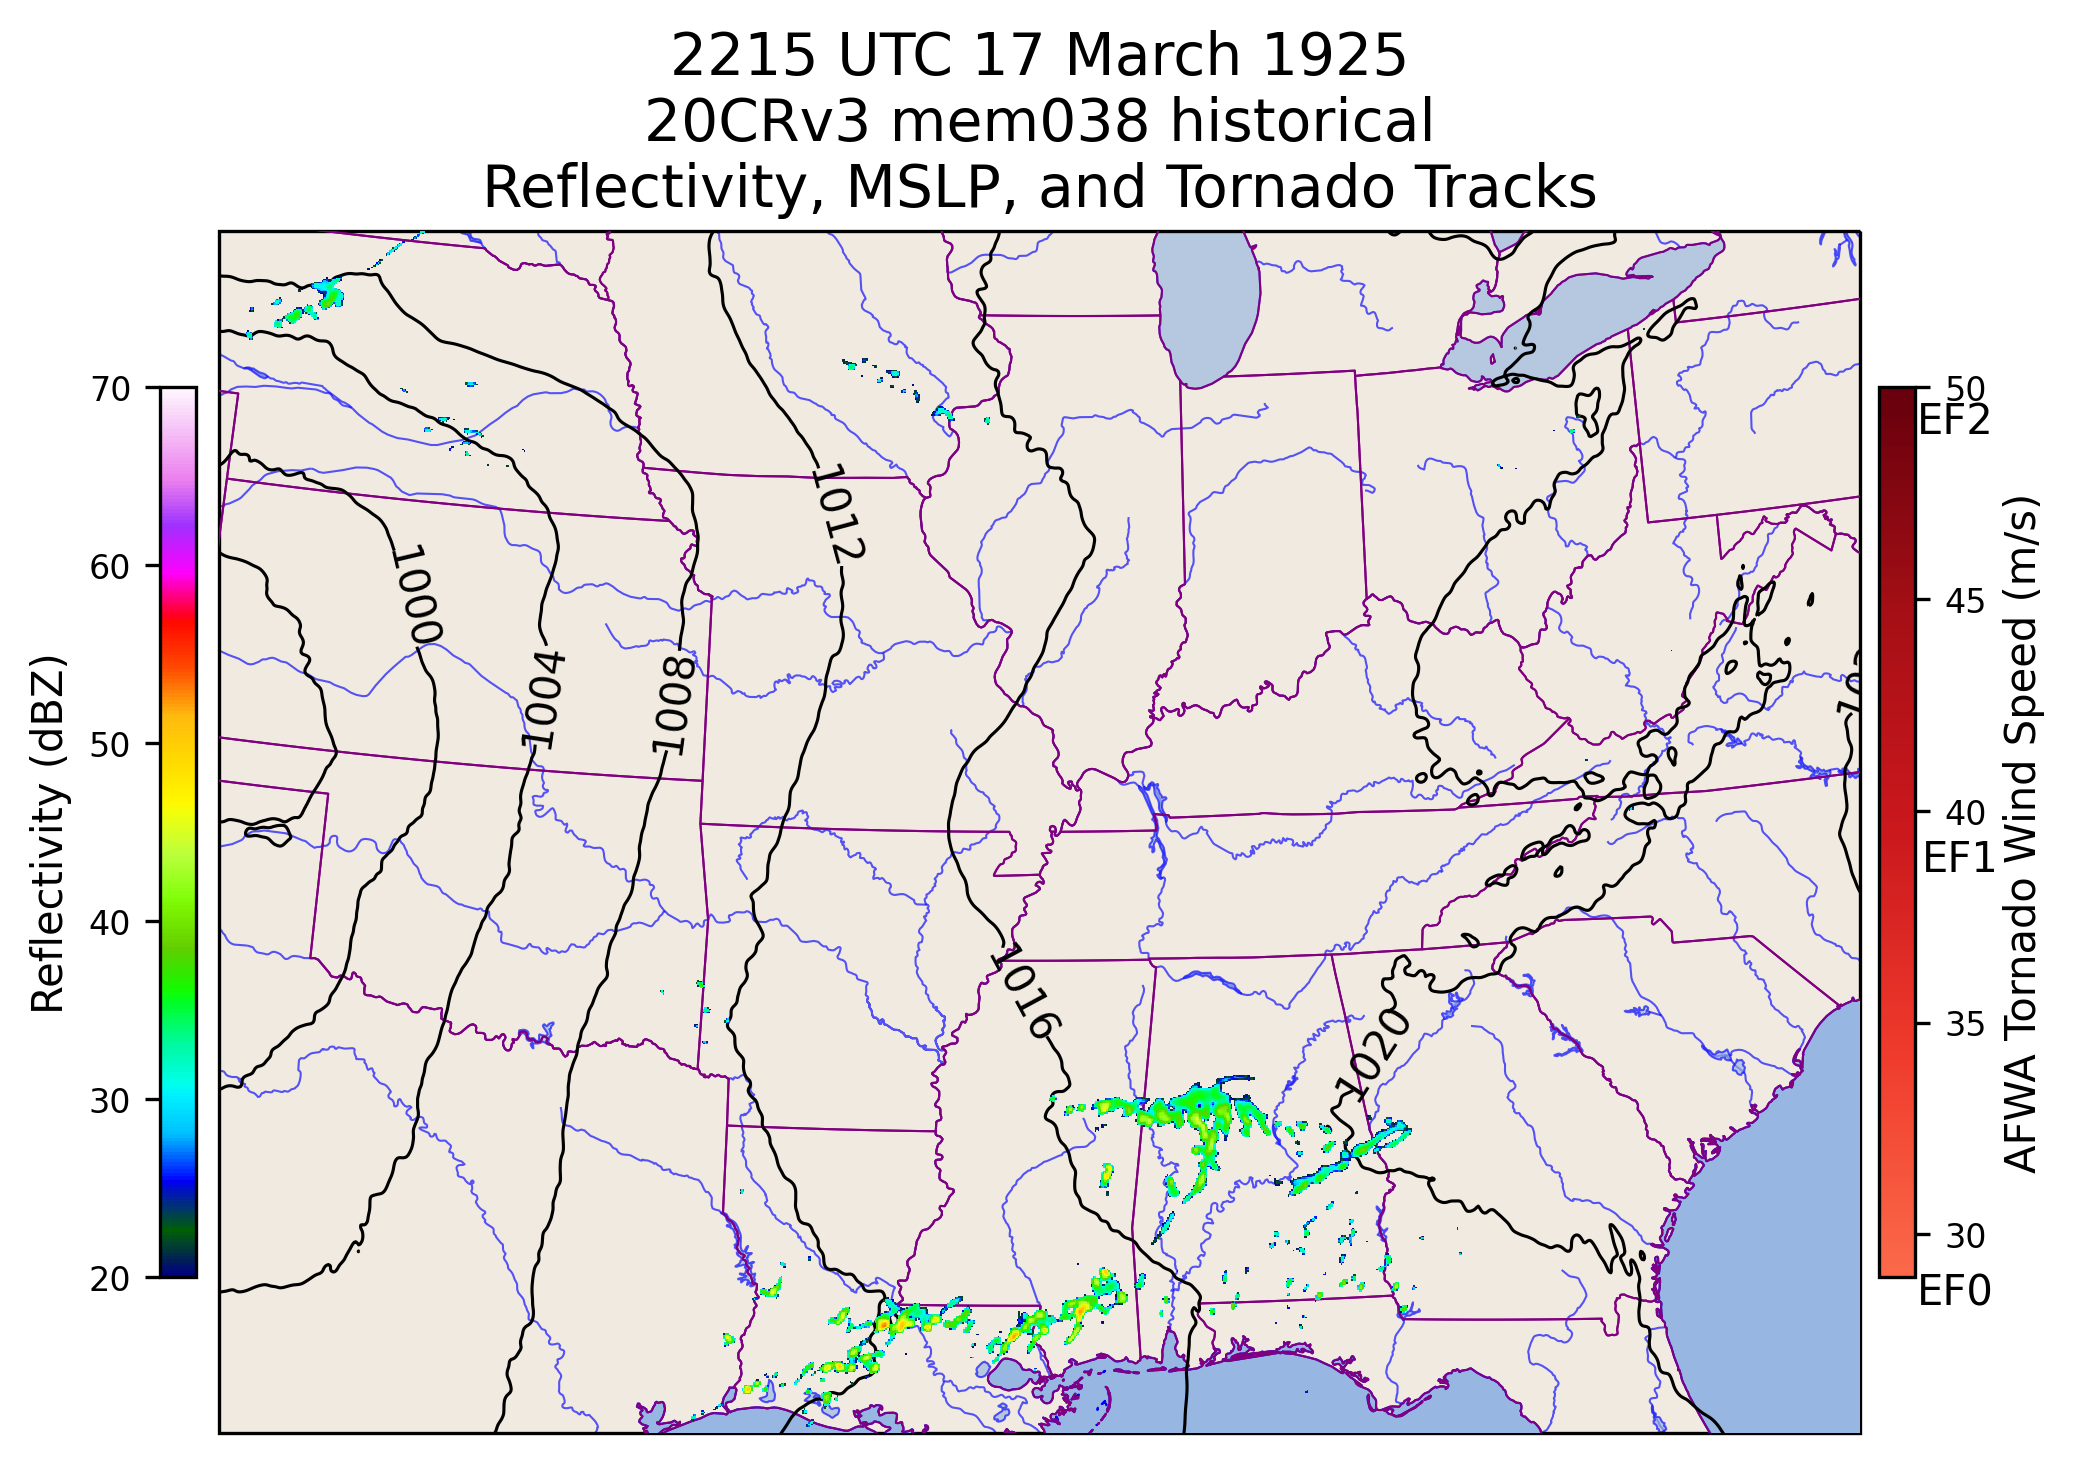 2215 UTC 17 March 1925
20CRv3 mem038 historical
Reflectivity, MSLP, and Tornado Tracks
70
60
50
40
30
20
Reflectivity (dBZ)
1000
1004
1008
1012
1016
1020
50
EF2
45
40
EF1
35
30
EF0
AFWA Tornado Wind Speed (m/s)